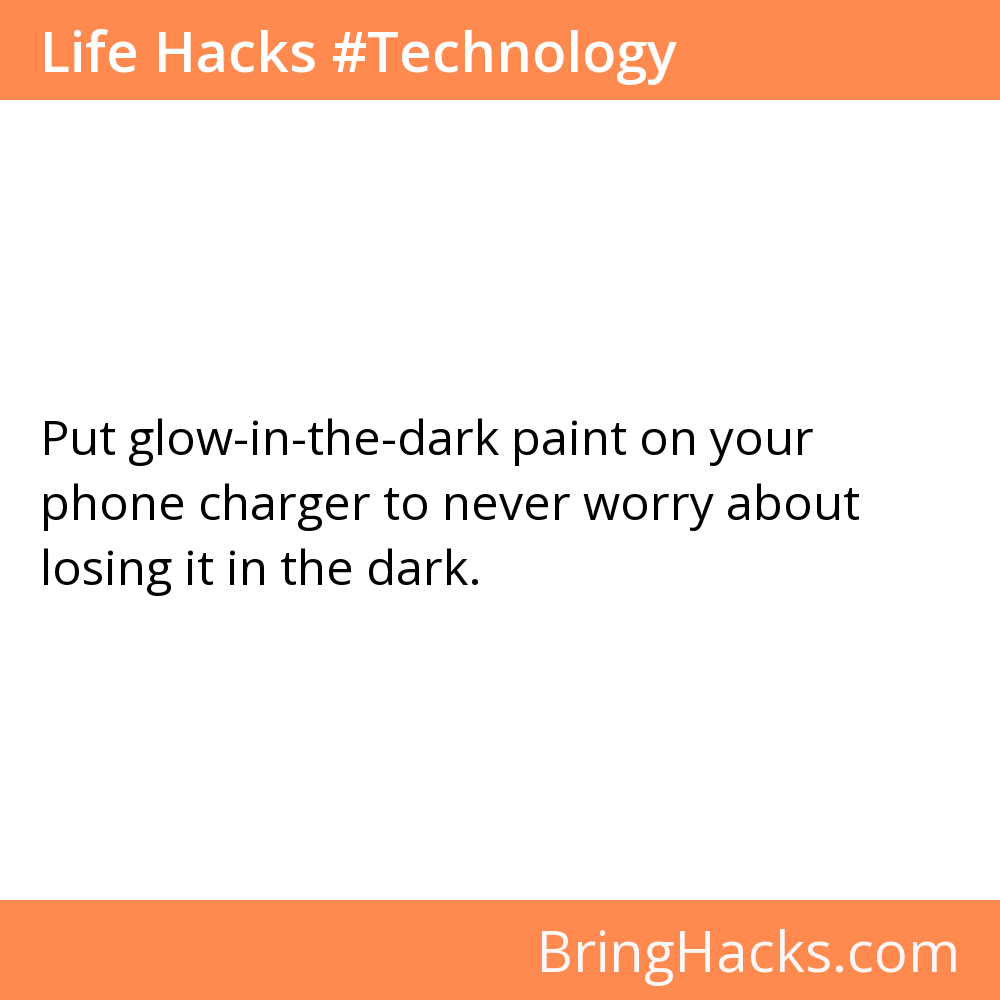 Life Hacks #Technology
Put glow-in-the-dark paint on your
phone charger to never worry about
losing it in the dark.
BringHacks.com